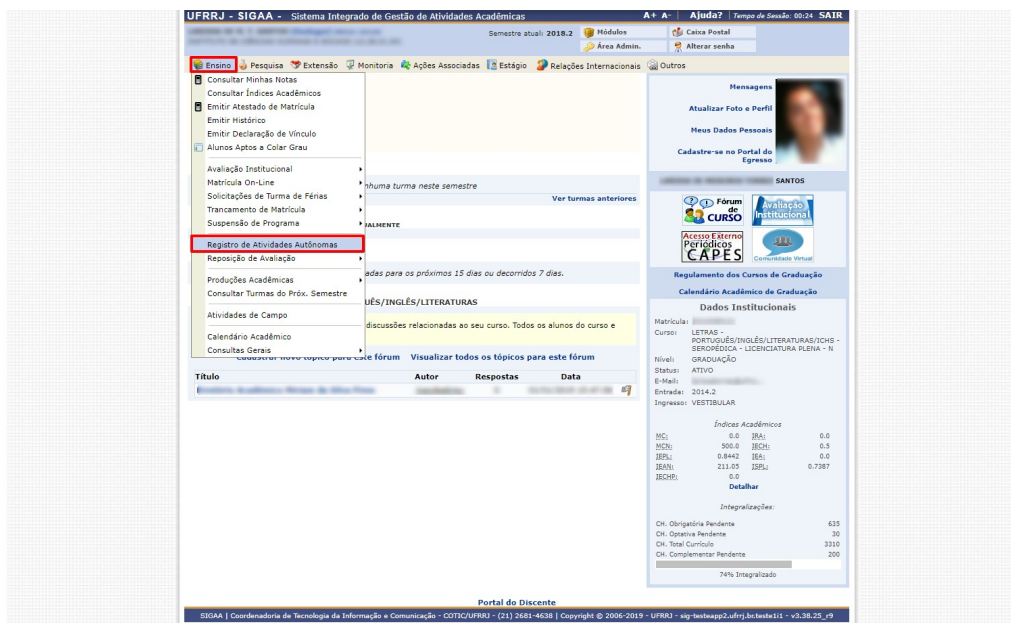 UFRRJ - SIGAA - Sistema Integrado de Gestão de Atividades Acadêmicas
A+ A- Ajuda? Tempo de Sessão: 00:24 SAIR
Semestre atual: 2018.2
Módulos
Caixa Postal
Área Admin.
Alterar senha
Ensino Pesquisa Extensão Monitoria Ações Associadas Estágio Relações Internacionais Outros
Consultar Minhas Notas
Consultar Índices Acadêmicos
Emitir Atestado de Matrícula
Emitir Histórico
Emitir Declaração de Vínculo
Alunos Aptos a Colar Grau
Avaliação Institucional
Matrícula On-Line
Solicitações de Turma de Férias
Trancamento de Matrícula
Suspensão de Programa
Registro de Atividades Autônomas
Reposição de Avaliação
Produções Acadêmicas
Consultar Turmas do Próx. Semestre
Atividades de Campo
Calendário Acadêmico
Consultas Gerais
nhuma turma neste semestre
Ver turmas anteriores
UALMENTE
adas para os próximos 15 dias ou decorridos 7 dias.
UÊS/INGLÊS/LITERATURAS
discussões relacionadas ao seu curso. Todos os alunos do curso e
Cadastrar novo tópico para este fórum Visualizar todos os tópicos para este fórum
Título Autor Respostas Data
Mensagens
Atualizar Foto e Perfil
Meus Dados Pessoais
Cadastre-se no Portal do
Egresso
SANTOS
Fórum
de
CURSO
Avaliação
Institucional
Acesso Externo
Periódicos
CAPES
Comunidade Virtual
Regulamento dos Cursos de Graduação
Calendário Acadêmico de Graduação
Dados Institucionais
Matrícula:
Curso: LETRAS -
PORTUGUÊS/INGLÊS/LITERATURAS/ICHS -
SEROPÉDICA - LICENCIATURA PLENA - N
Nível: GRADUAÇÃO
Status: ATIVO
E-Mail:
Entrada: 2014.2
Ingresso: VESTIBULAR
Índices Acadêmicos
MC: 0.0 IRA: 0.0
MCN: 500.0 IECH: 0.5
IEPL: 0.8442 IEA: 0.0
IEAN: 211.05 ISPL: 0.7387
IECHP: 0.0
Detalhar
Integralizações:
CH. Obrigatória Pendente 635
CH. Optativa Pendente 30
CH. Total Currículo 3310
CH. Complementar Pendente 200
74% Integralizado
Portal do Discente
SIGAA | Coordenadoria de Tecnologia da Informação e Comunicação - COTIC/UFRRJ - (21) 2681-4638 | Copyright © 2006-2019 - UFRRJ - sig-testeapp2.ufrrj.br.teste1i1 - v3.38.25_r9